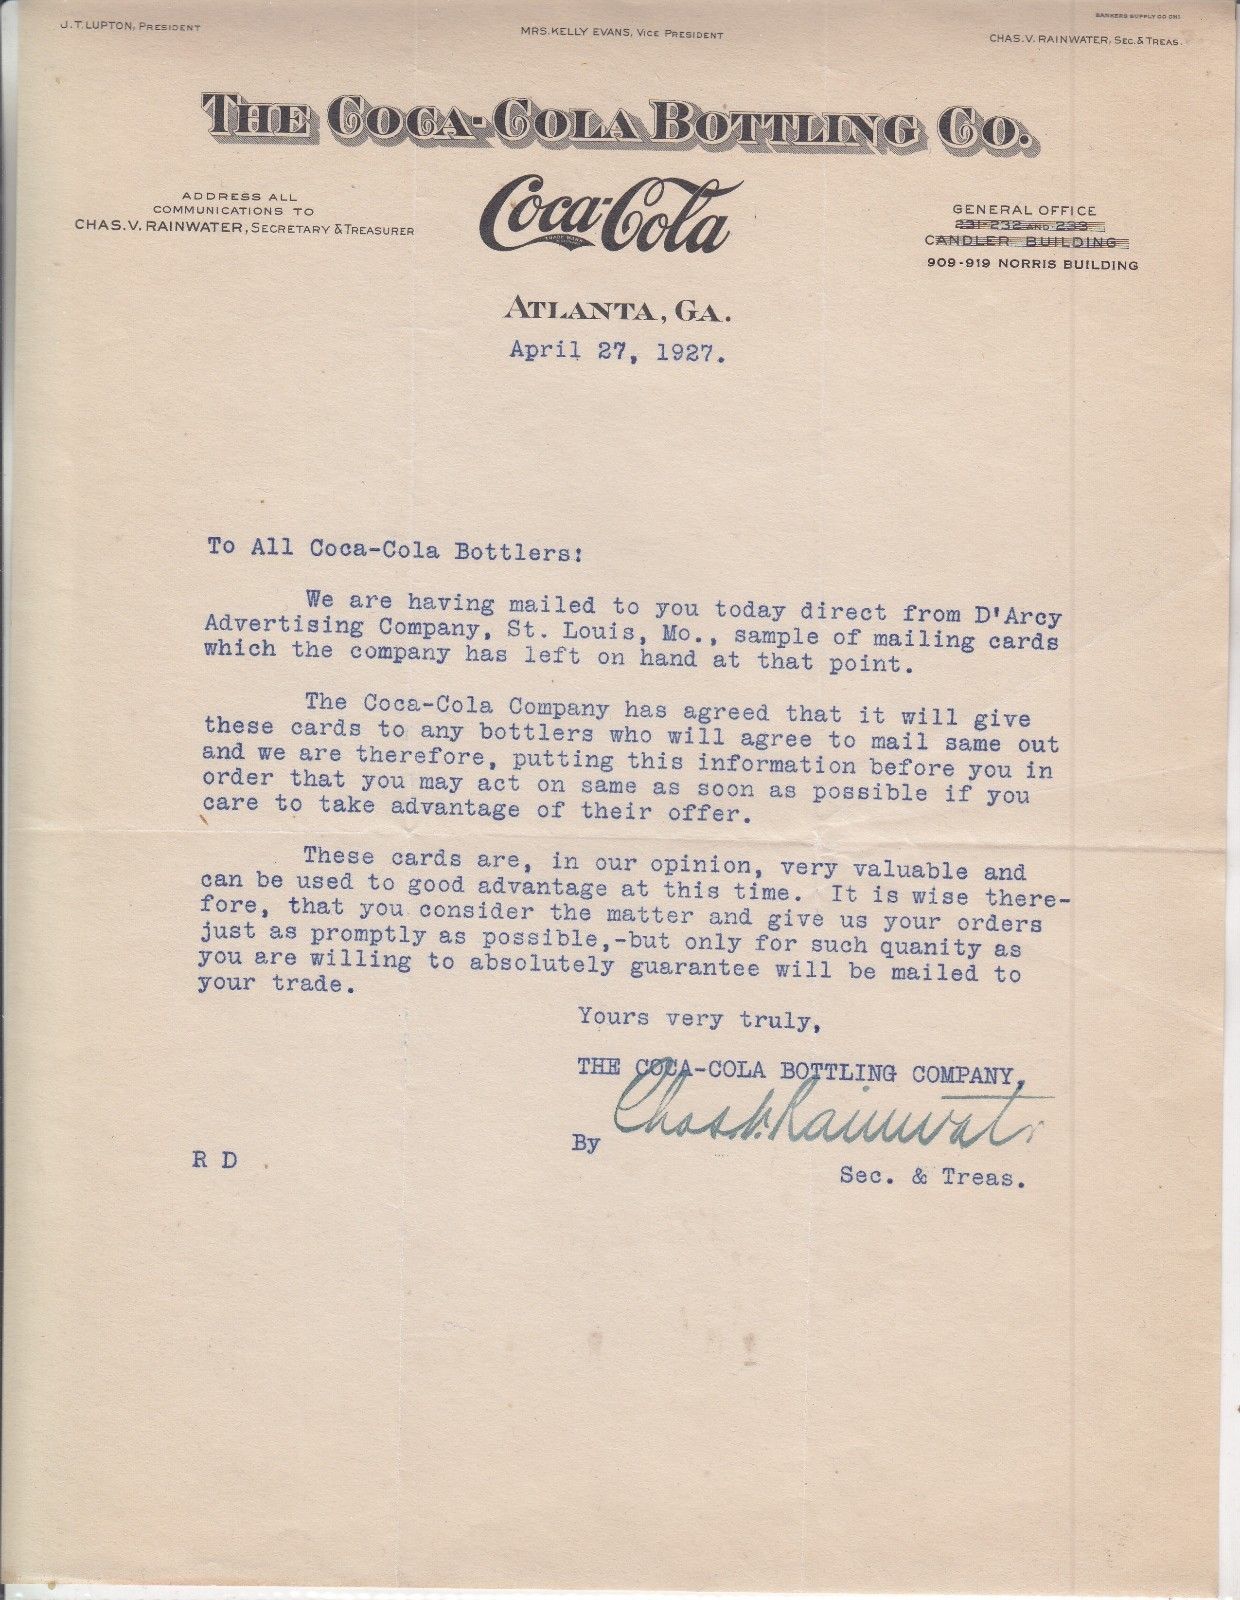 BANKERS SUPPLY CO
J. T. LUPTON, PRESIDENT
MRS. KELLY EVANS, VICE PRESIDENT
CHAS. V. RAINWATER, SEC. & TREAS.
THE COCA-COLA BOTTLING CO.
ADDRESS ALL
COMMUNICATIONS TO
CHAS. V. RAINWATER, SECRETARY & TREASURER
Coca-Cola
TRADE MARK
GENERAL OFFICE
231-232 AND 233
CANDLER BUILDING
909-919 NORRIS BUILDING
ATLANTA, GA.
April 27, 1927.
To All Coca-Cola Bottlers:
We are having mailed to you today direct from D'Arcy
Advertising Company, St. Louis, Mo., sample of mailing cards
which the company has left on hand at that point.
The Coca-Cola Company has agreed that it will give
these cards to any bottlers who will agree to mail same out
and we are therefore, putting this information before you in
order that you may act on same as soon as possible if you
care to take advantage of their offer.
These cards are, in our opinion, very valuable and
can be used to good advantage at this time. It is wise there-
fore, that you consider the matter and give us your orders
just as promptly as possible,-but only for such quanity as
you are willing to absolutely guarantee will be mailed to
your trade.
Yours very truly,
THE COCA-COLA BOTTLING COMPANY,
Chas. V. Rainwater
By
R D
Sec. & Treas.